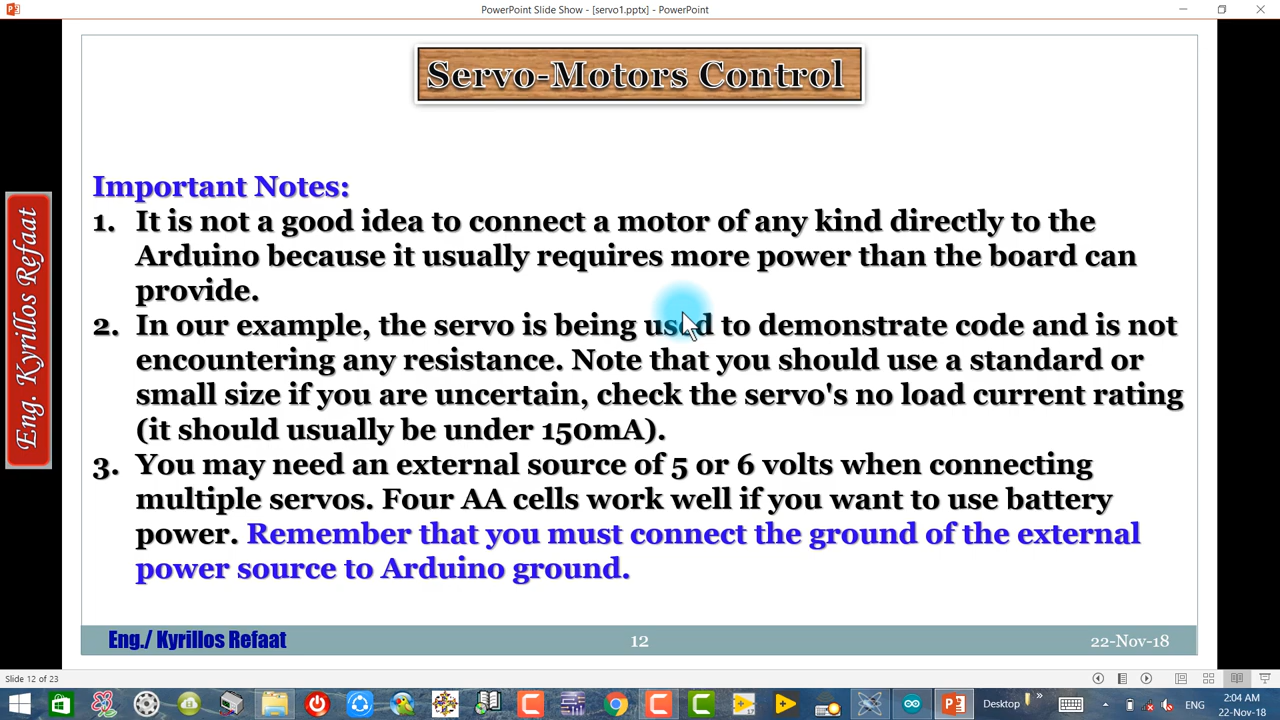 PowerPoint Slide Show - [servo1.pptx] - PowerPoint
Servo-Motors Control
Eng. Kyrillos Refaat
Important Notes:
1. It is not a good idea to connect a motor of any kind directly to the
Arduino because it usually requires more power than the board can
provide.
2. In our example, the servo is being used to demonstrate code and is not
encountering any resistance. Note that you should use a standard or
small size if you are uncertain, check the servo's no load current rating
(it should usually be under 150mA).
3. You may need an external source of 5 or 6 volts when connecting
multiple servos. Four AA cells work well if you want to use battery
power. Remember that you must connect the ground of the external
power source to Arduino ground.
Eng./ Kyrillos Refaat 12 22-Nov-18
Slide 12 of 23
Desktop
ENG
2:04 AM
22-Nov-18